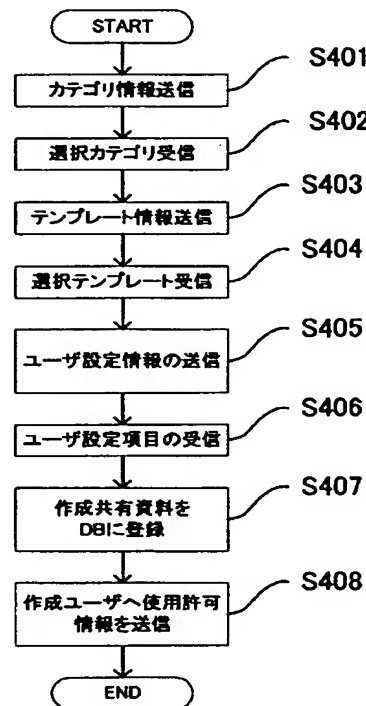 START
S401
カテゴリ情報送信
S402
選択カテゴリ受信
S403
テンプレート情報送信
S404
選択テンプレート受信
S405
ユーザ設定情報の送信
S406
ユーザ設定項目の受信
S407
作成共有資料を
DBに登録
S408
作成ユーザへ使用許可
情報を送信
END